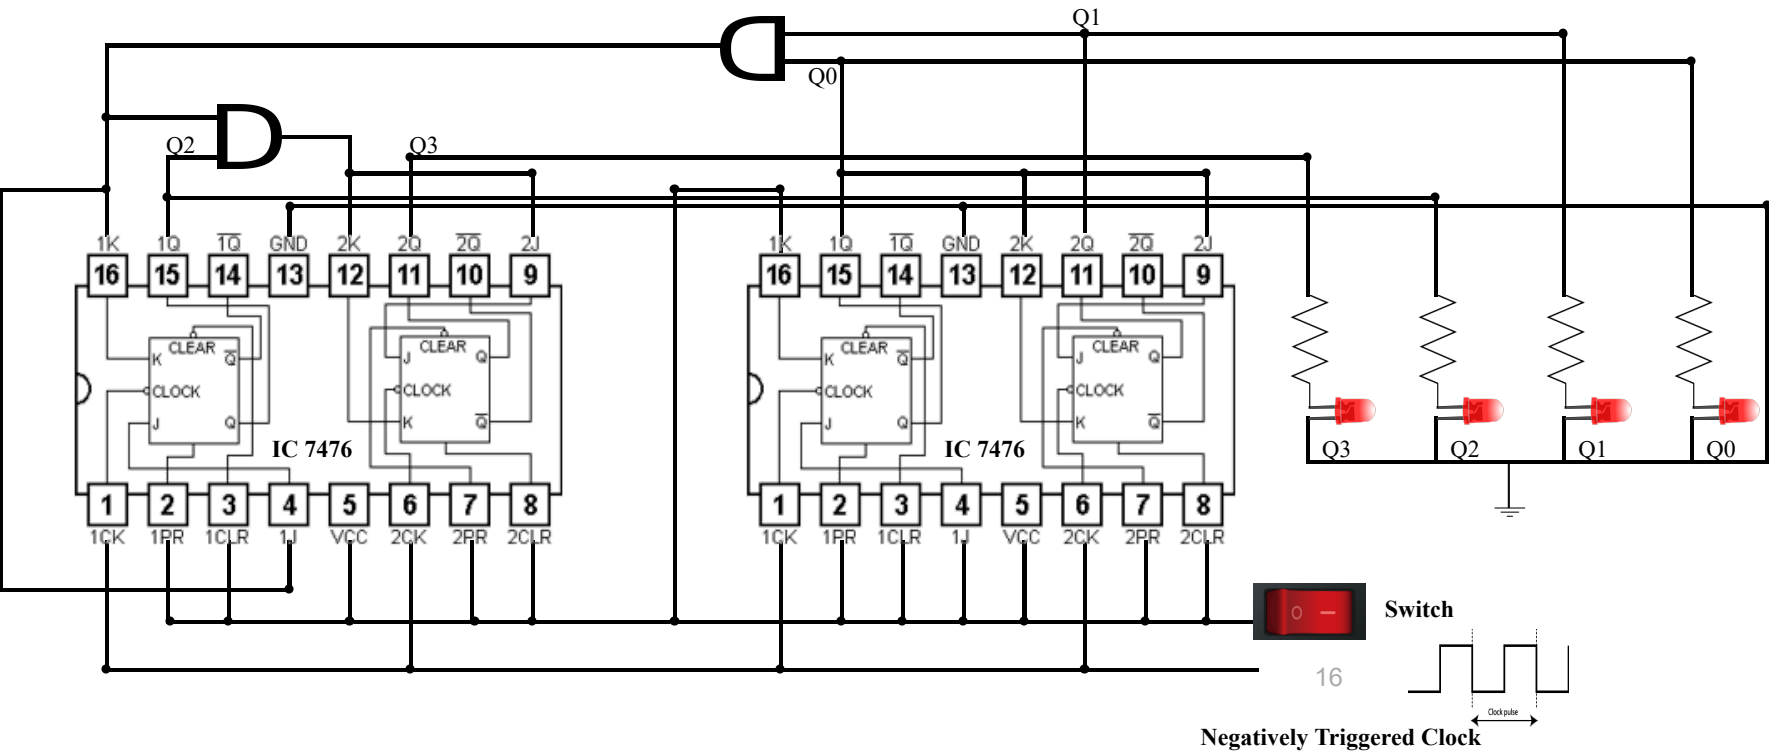 Q1
Q0
Q2 Q3
1K 1Q 1Q GND 2K 2Q 2Q 2J 1K 1Q 1Q GND 2K 2Q 2Q 2J
16 15 14 13 12 11 10 9 16 15 14 13 12 11 10 9
CLEAR CLEAR CLEAR CLEAR
K Q J Q K Q J Q
CLOCK CLOCK CLOCK CLOCK
J Q K Q J Q K Q
IC 7476 IC 7476 Q3 Q2 Q1 Q0
1 2 3 4 5 6 7 8 1 2 3 4 5 6 7 8
1CK 1PR 1CLR 1J VCC 2CK 2PR 2CLR 1CK 1PR 1CLR 1J VCC 2CK 2PR 2CLR
Switch
16
Clock pulse
Negatively Triggered Clock